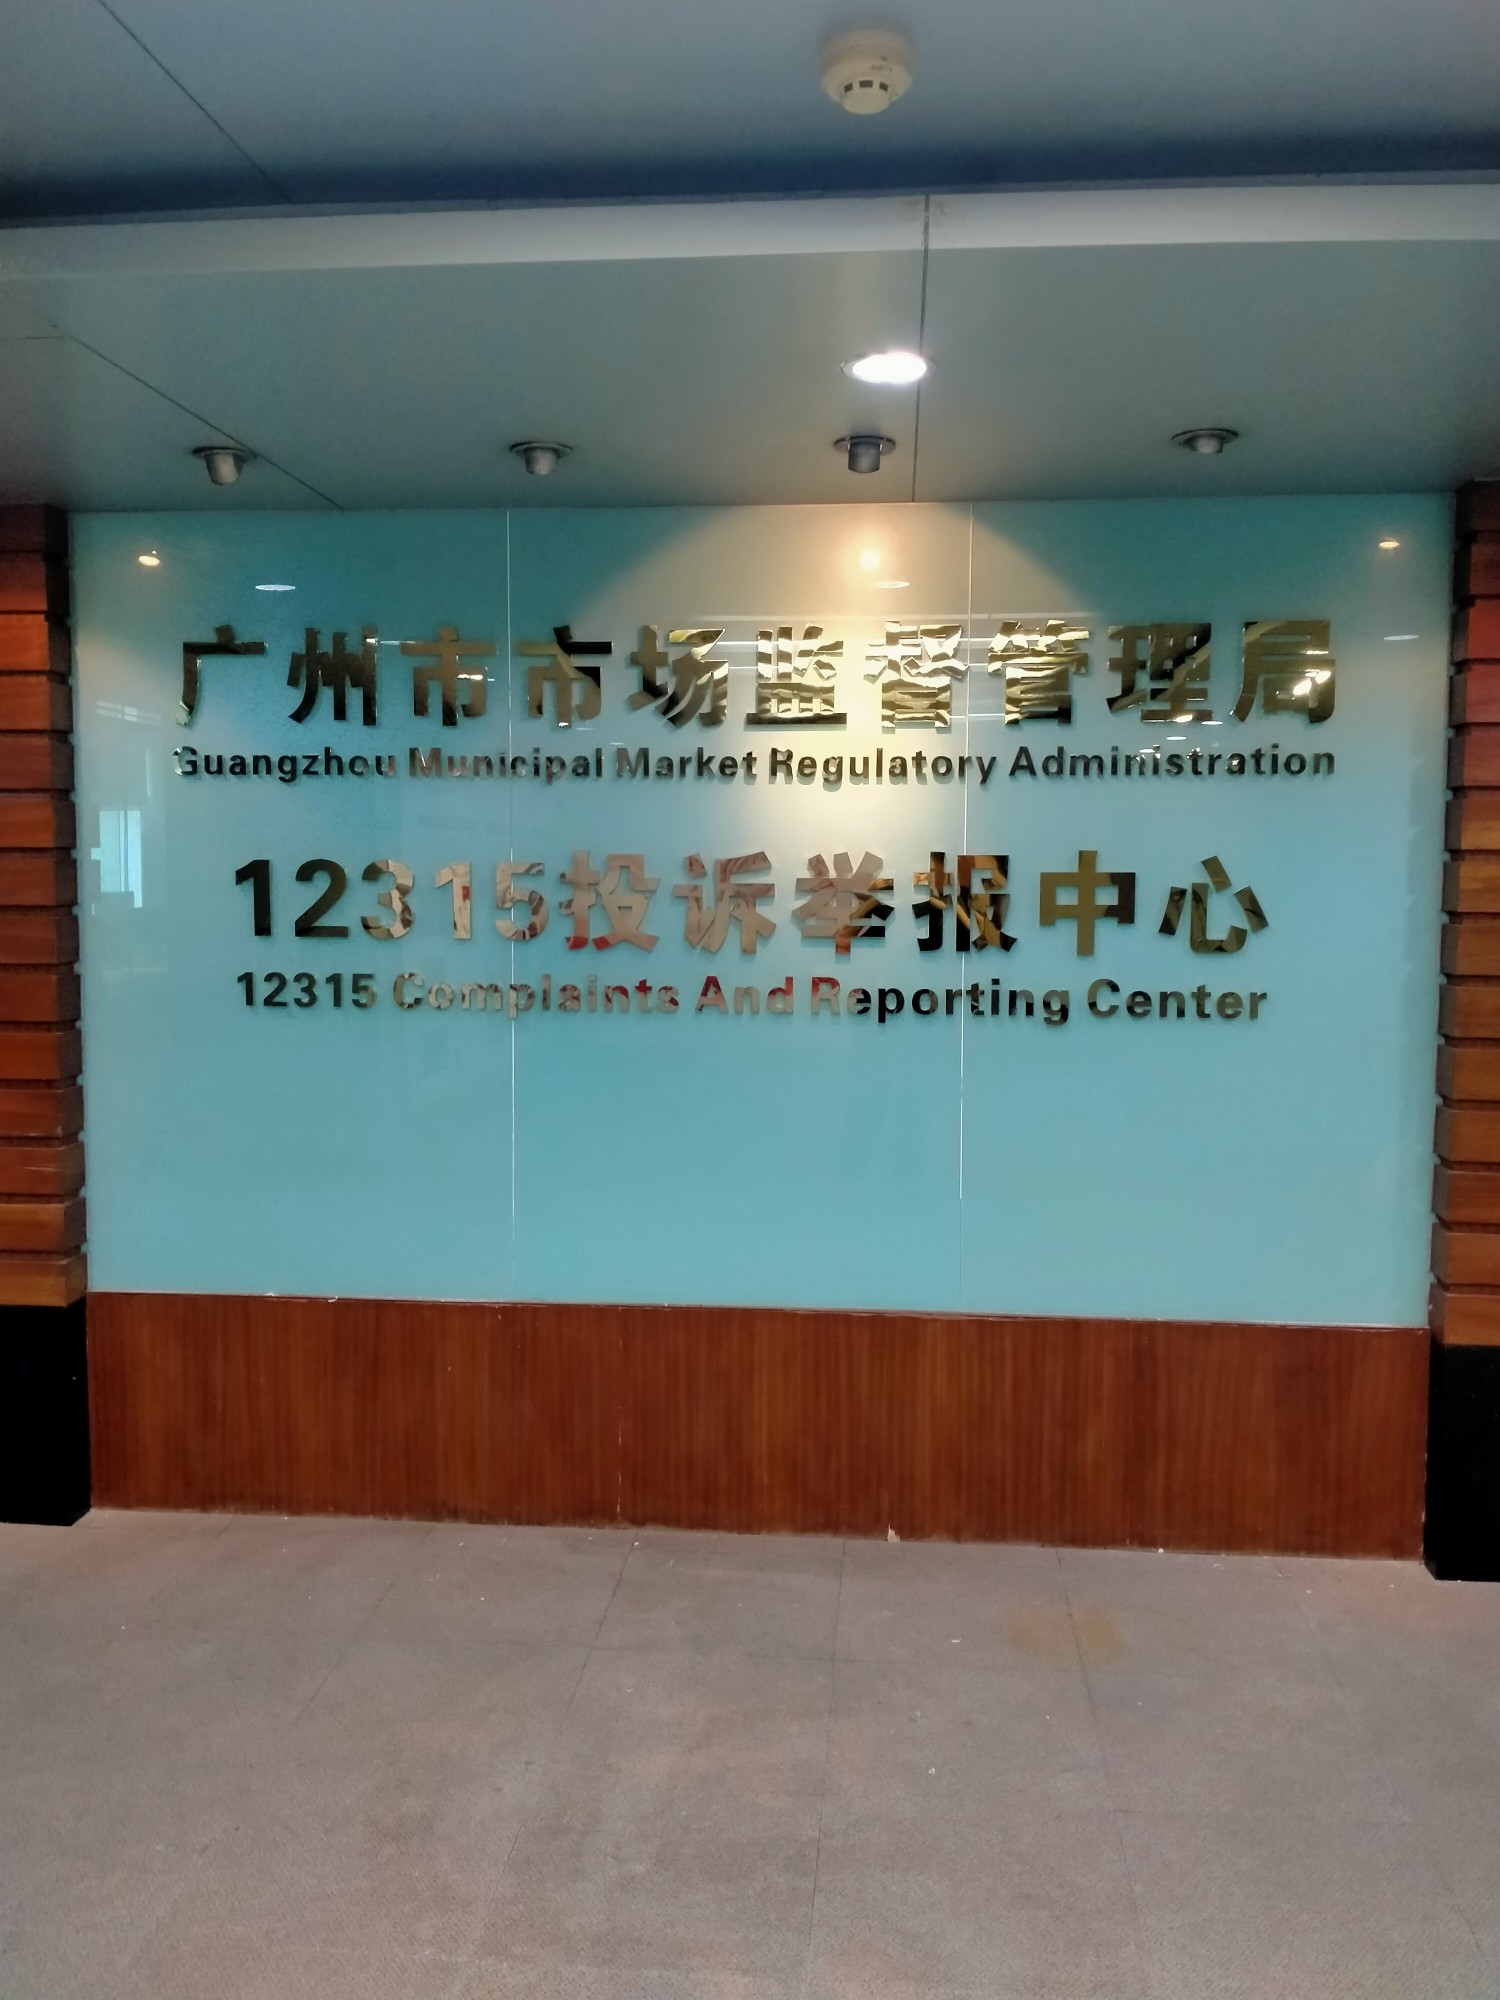 广州市市场监督管理局
Guangzhou Municipal Market Regulatory Administration
12315投诉举报中心
12315 Complaints And Reporting Center